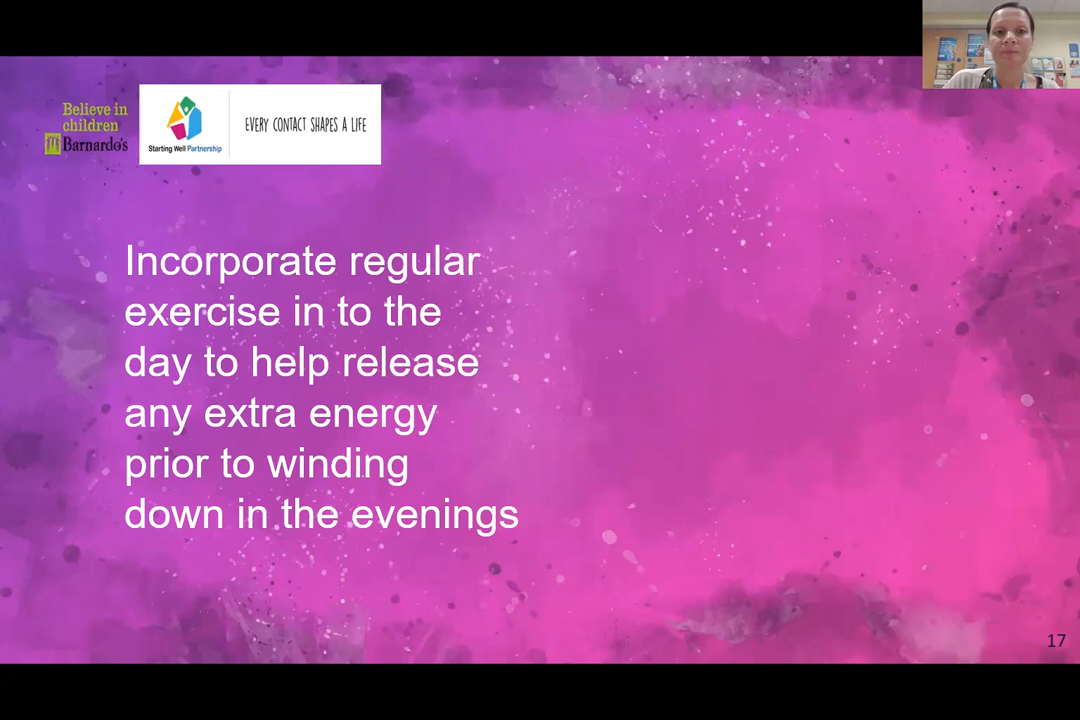 Believe in
children
Barnardo's
Starting Well Partnership
EVERY CONTACT SHAPES A LIFE
Incorporate regular
exercise in to the
day to help release
any extra energy
prior to winding
down in the evenings
17